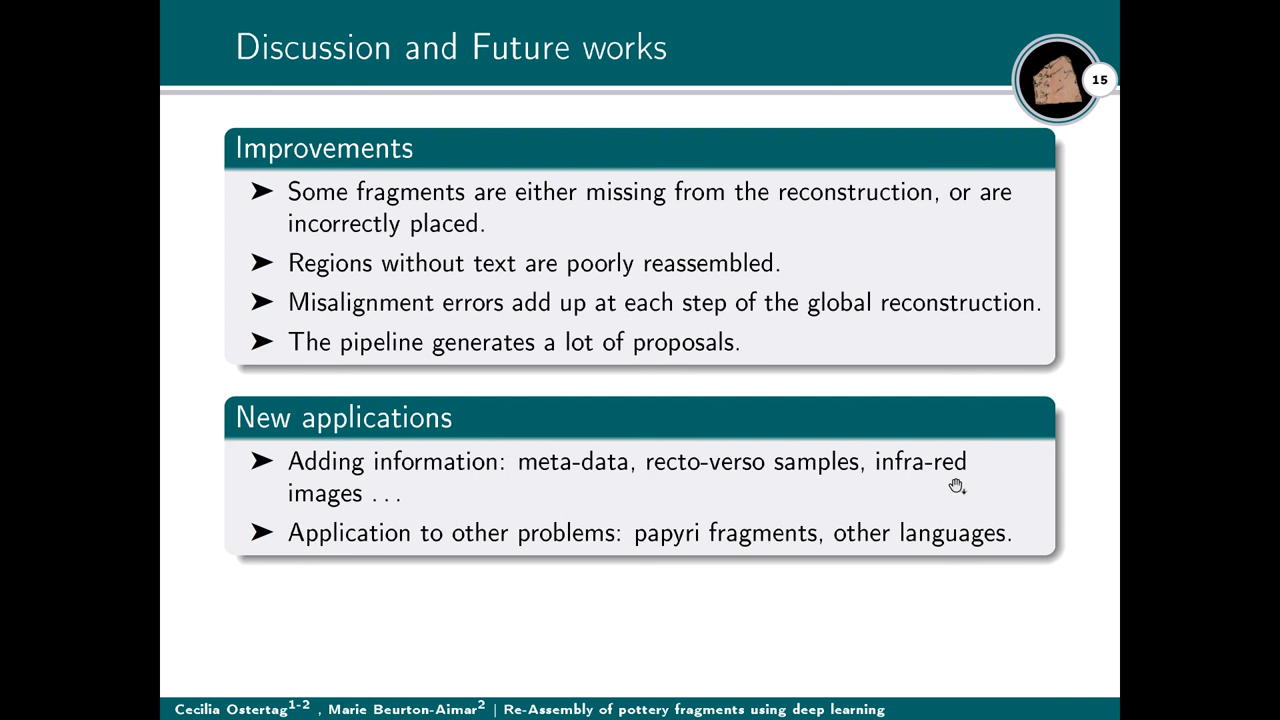 Discussion and Future works
15
Improvements
➤ Some fragments are either missing from the reconstruction, or are
incorrectly placed.
➤ Regions without text are poorly reassembled.
➤ Misalignment errors add up at each step of the global reconstruction.
➤ The pipeline generates a lot of proposals.
New applications
➤ Adding information: meta-data, recto-verso samples, infra-red
images . . .
➤ Application to other problems: papyri fragments, other languages.
Cecilia Ostertag1-2 , Marie Beurton-Aimar2 | Re-Assembly of pottery fragments using deep learning